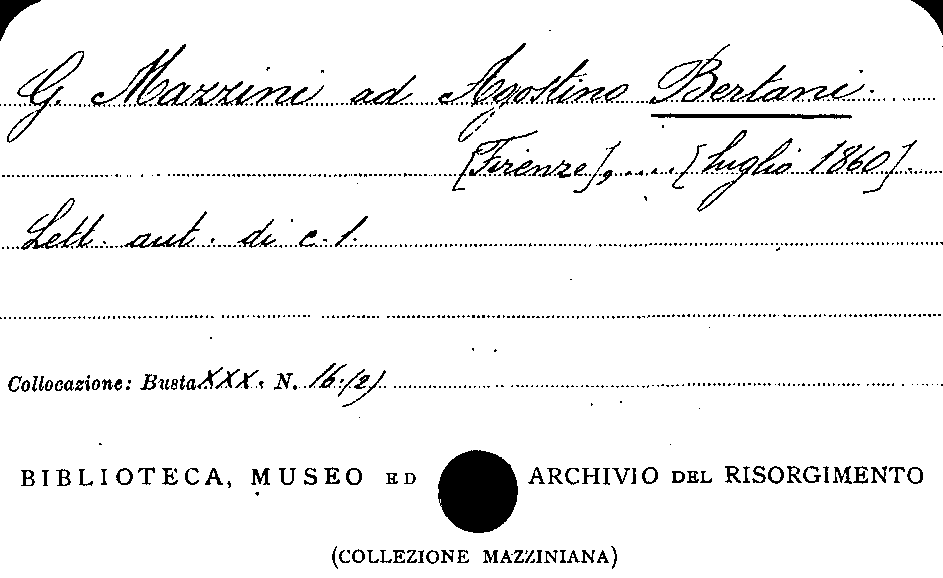 G. Mazzini ad Agostino Bertani.
[Firenze], .... [luglio 1860].
Lett. aut. di c. 1.
Collocazione: Busta XXX. N. 16.(2)
BIBLIOTECA, MUSEO ED ARCHIVIO DEL RISORGIMENTO
(COLLEZIONE MAZZINIANA)